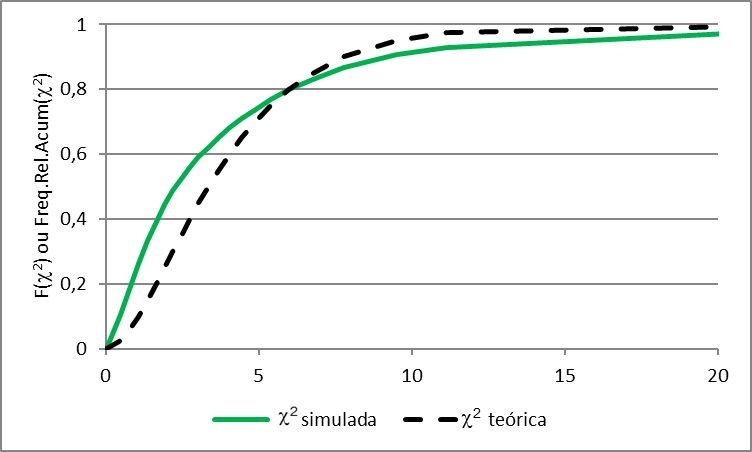 F(χ²) ou Freq.Rel.Acum(χ²)
1
0,8
0,6
0,4
0,2
0
0 5 10 15 20
χ² simulada χ² teórica